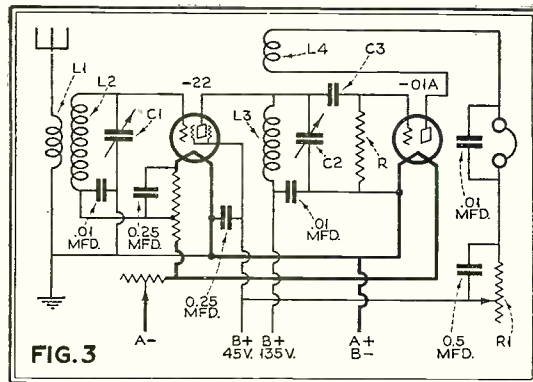 L1
L2
C1
-22
L4
C3
-01A
L3
C2
R
.01
MFD.
0.25
MFD.
.01
MFD.
.01
MFD.
0.25
MFD.
0.5
MFD.
R1
A-
B+
45V.
B+
135V.
A+
B-
FIG.3